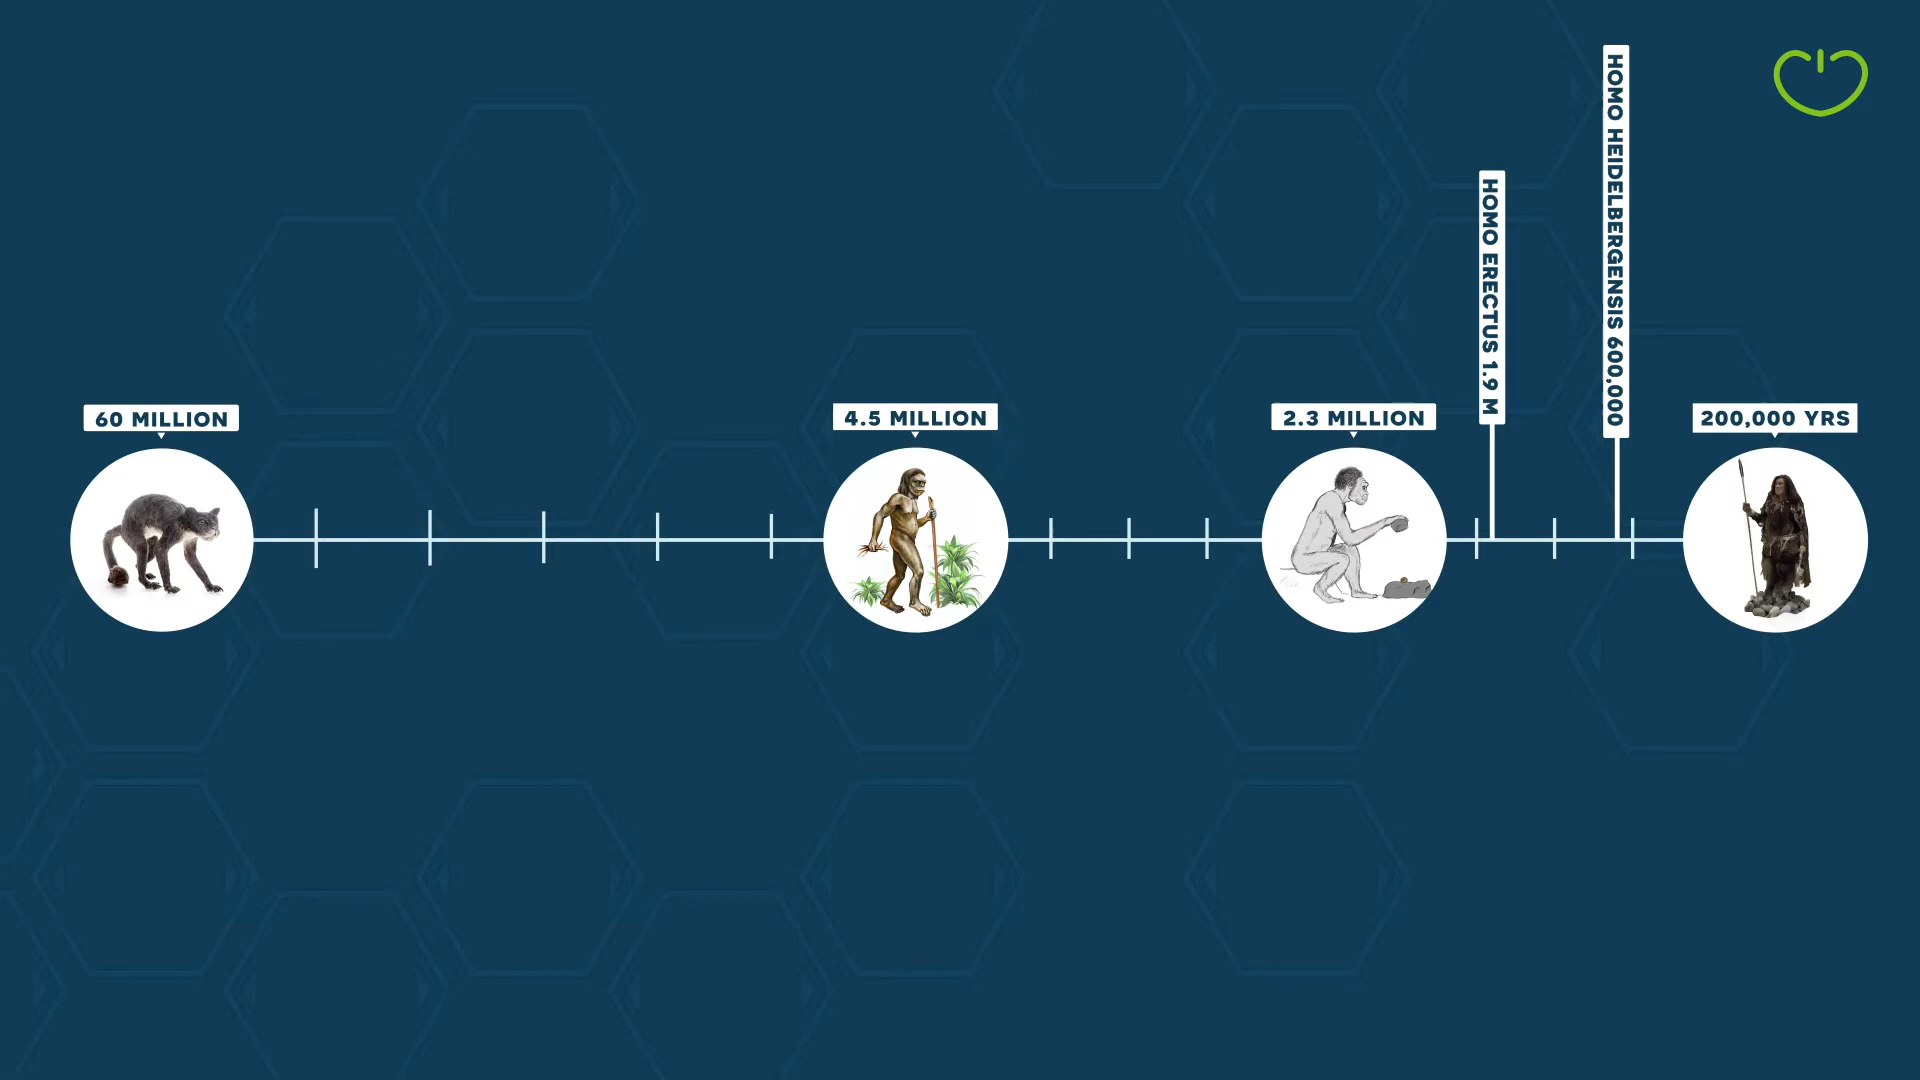 60 MILLION
4.5 MILLION
2.3 MILLION
HOMO ERECTUS 1.9 M
HOMO HEIDELBERGENSIS 600,000
200,000 YRS